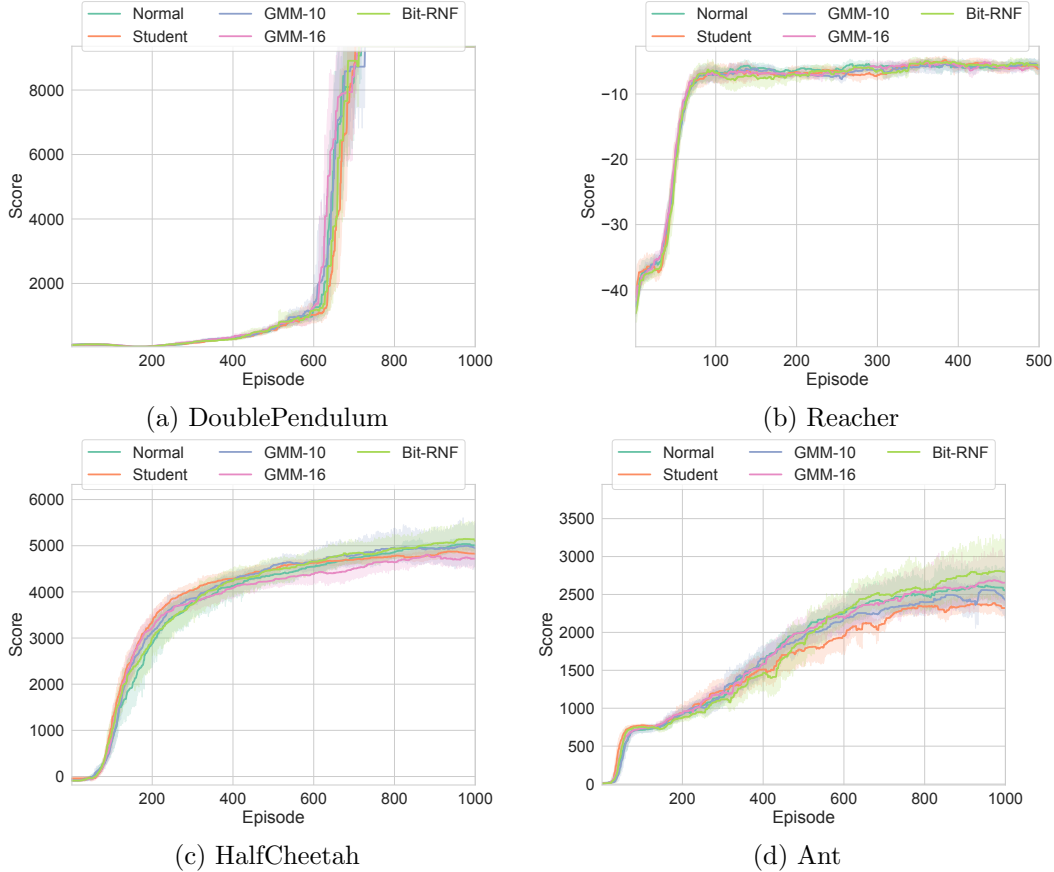 Normal GMM-10 Bit-RNF
Student GMM-16
8000
6000
4000
2000
Score
200 400 600 800 1000
Episode
(a) DoublePendulum
Normal GMM-10 Bit-RNF
Student GMM-16
−10
−20
−30
−40
Score
100 200 300 400 500
Episode
(b) Reacher
Normal GMM-10 Bit-RNF
Student GMM-16
6000
5000
4000
3000
2000
1000
0
Score
200 400 600 800 1000
Episode
(c) HalfCheetah
Normal GMM-10 Bit-RNF
Student GMM-16
3500
3000
2500
2000
1500
1000
500
0
Score
200 400 600 800 1000
Episode
(d) Ant